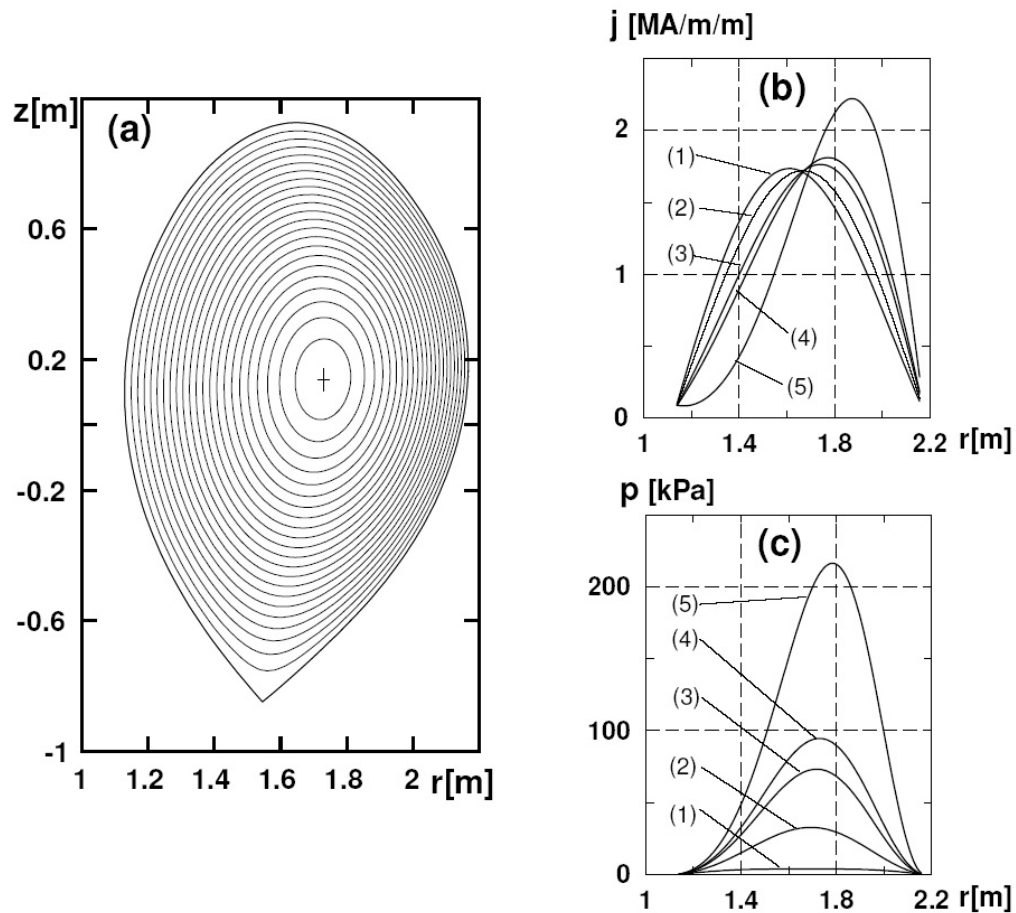 z[m]
(a)
0.6
0.2
-0.2
-0.6
-1
1 1.2 1.4 1.6 1.8 2 r[m]
j [MA/m/m]
(b)
2
1
0
(1)
(2)
(3)
(4)
(5)
1 1.4 1.8 2.2 r[m]
p [kPa]
(c)
200
100
0
(5)
(4)
(3)
(2)
(1)
1 1.4 1.8 2.2 r[m]